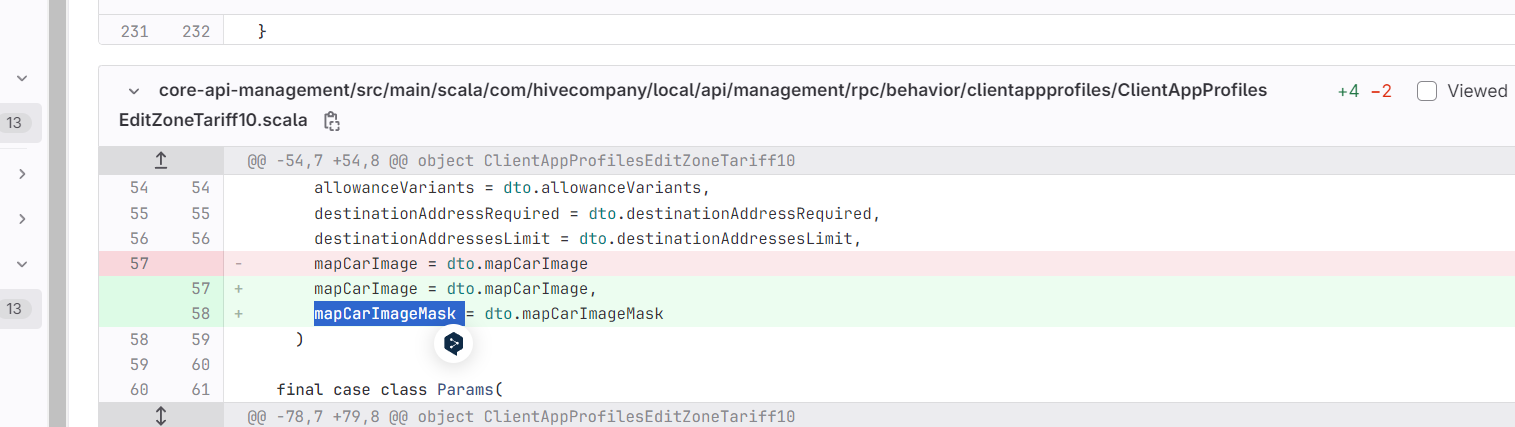 231 232 }
core-api-management/src/main/scala/com/hivecompany/local/api/management/rpc/behavior/clientappprofiles/ClientAppProfiles
EditZoneTariff10.scala
+4 −2 Viewed
@@ -54,7 +54,8 @@ object ClientAppProfilesEditZoneTariff10
13
54 54 allowanceVariants = dto.allowanceVariants,
55 55 destinationAddressRequired = dto.destinationAddressRequired,
56 56 destinationAddressesLimit = dto.destinationAddressesLimit,
57 - mapCarImage = dto.mapCarImage
57 + mapCarImage = dto.mapCarImage,
13
58 + mapCarImageMask = dto.mapCarImageMask
58 59 )
59 60
60 61 final case class Params(
@@ -78,7 +79,8 @@ object ClientAppProfilesEditZoneTariff10